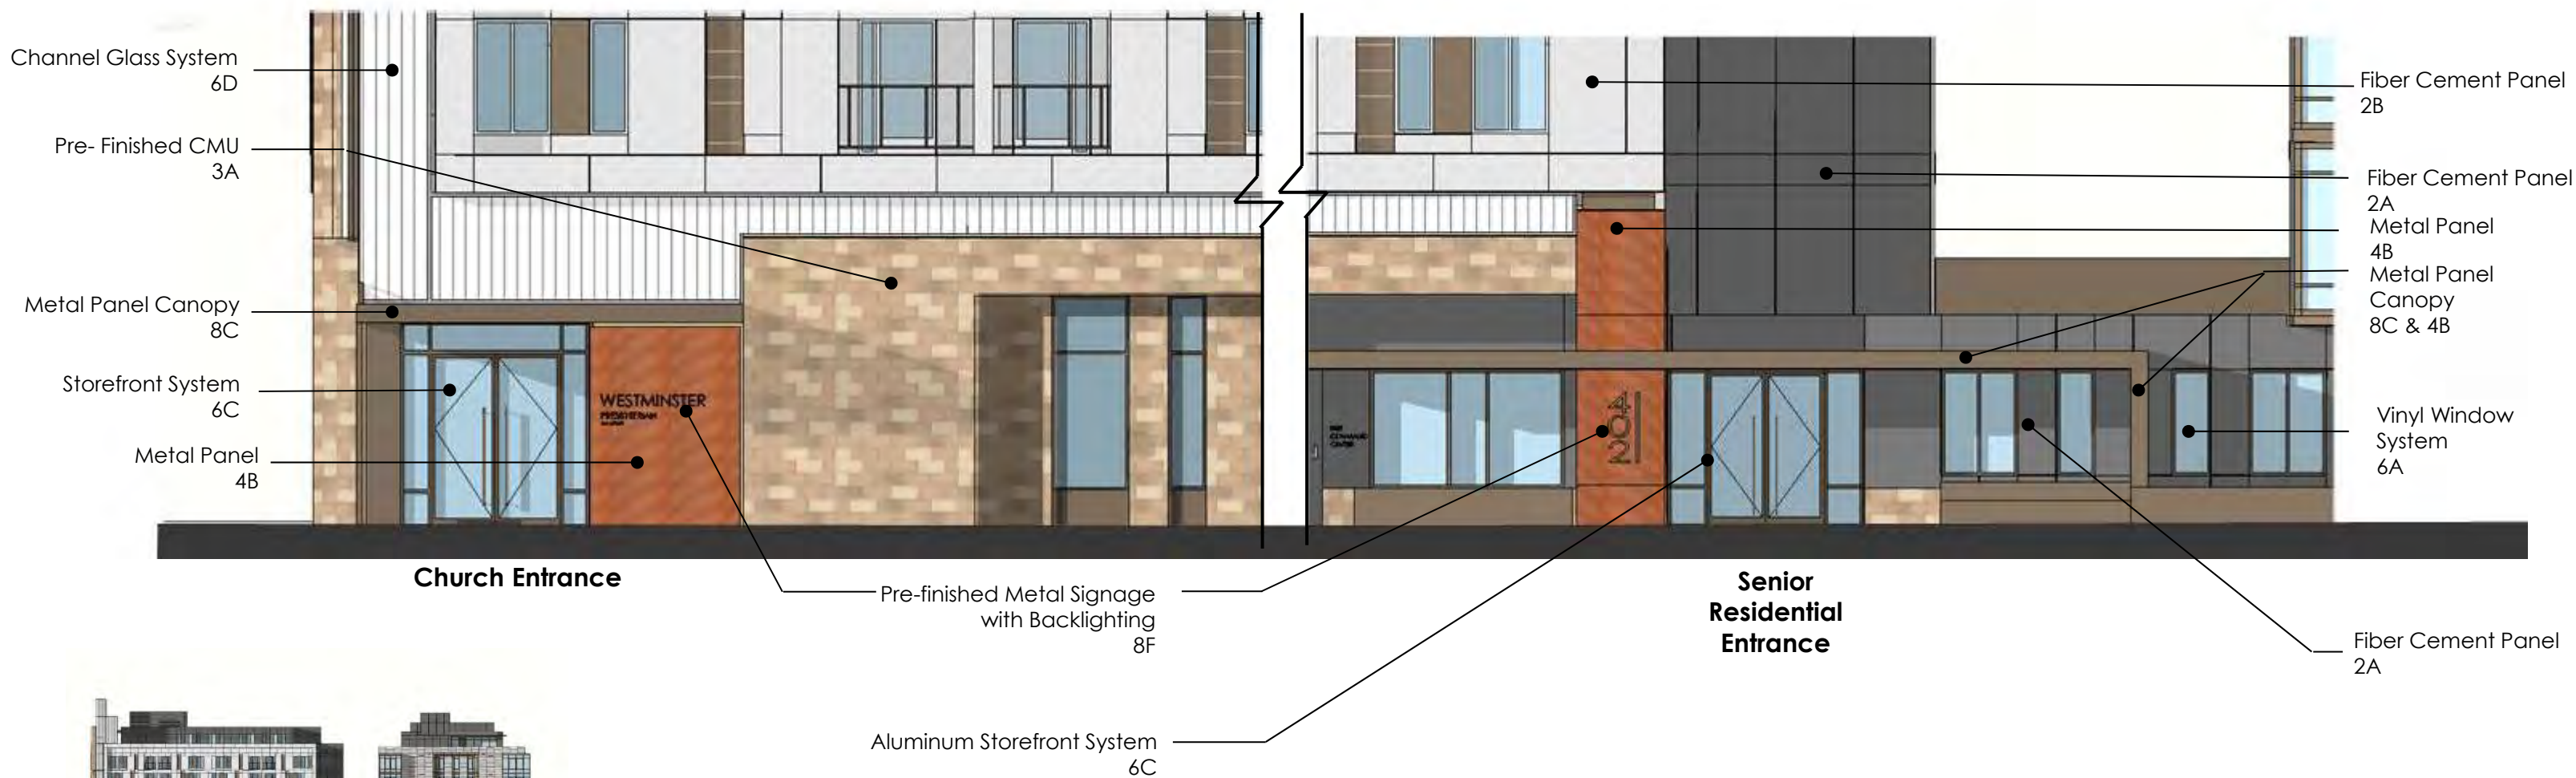 Channel Glass System
6D
Pre- Finished CMU
3A
Metal Panel Canopy
8C
Storefront System
6C
Metal Panel
4B
WESTMINSTER
PRESBYTERIAN
Church Entrance
Pre-finished Metal Signage
with Backlighting
8F
Aluminum Storefront System
6C
204
Senior
Residential
Entrance
Fiber Cement Panel
2B
Fiber Cement Panel
2A
Metal Panel
4B
Metal Panel
Canopy
8C & 4B
Vinyl Window
System
6A
Fiber Cement Panel
2A